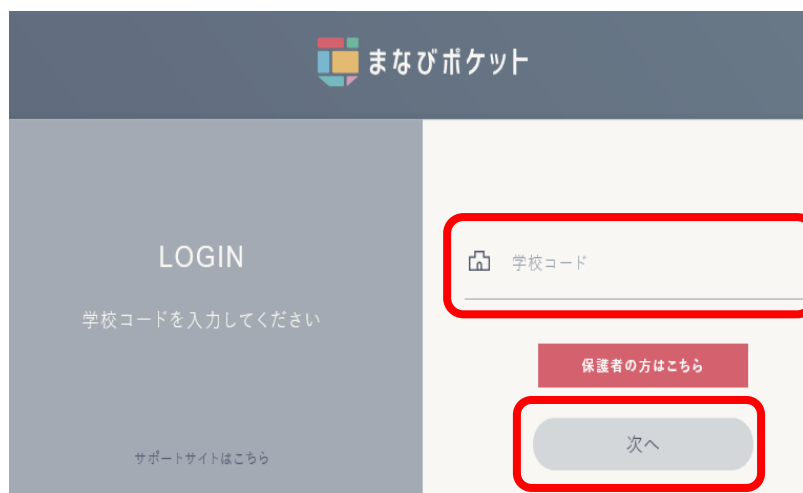 まなびポケット
LOGIN
学校コードを入力してください
サポートサイトはこちら
学校コード
保護者の方はこちら
次へ